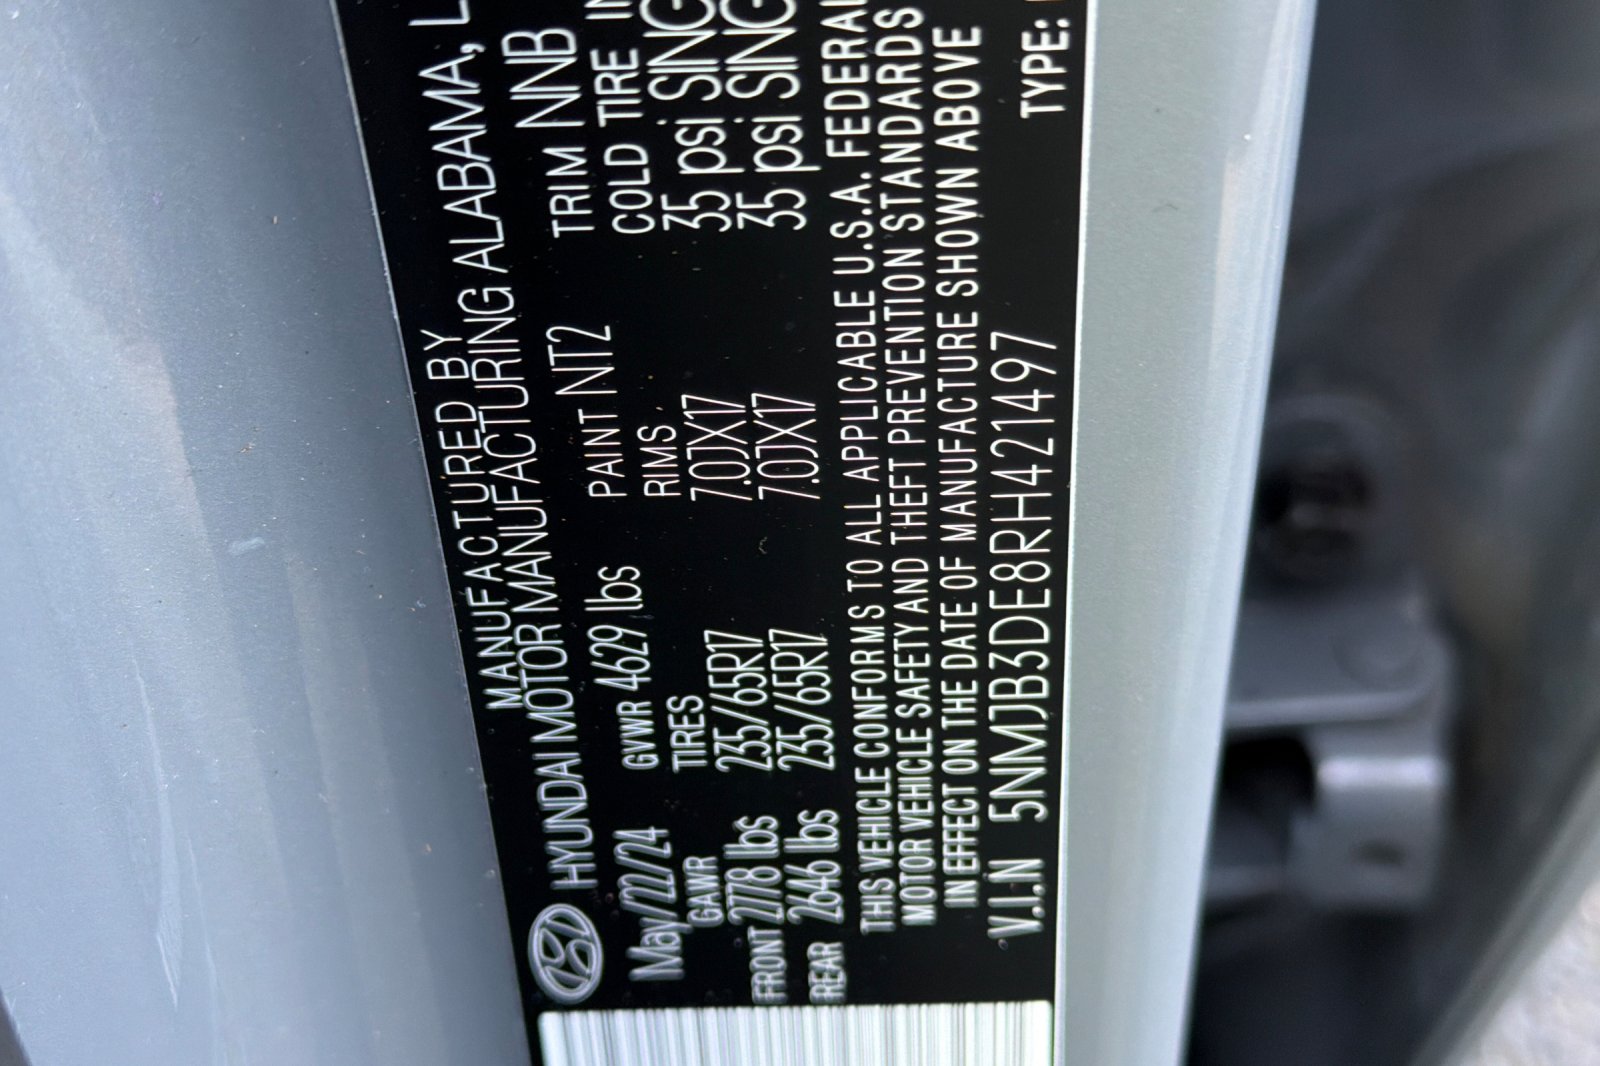 MANUFACTURED BY
HYUNDAI MOTOR MANUFACTURING ALABAMA, L
May/22/24 GVWR 4629 lbs PAINT NT2 TRIM NNB
GAWR TIRES RIMS COLD TIRE IN
FRONT 2778 lbs 235/65R17 7.0JX17 35 psi SING
REAR 2646 lbs 235/65R17 7.0JX17 35 psi SING
THIS VEHICLE CONFORMS TO ALL APPLICABLE U.S.A. FEDERAL
MOTOR VEHICLE SAFETY AND THEFT PREVENTION STANDARDS
IN EFFECT ON THE DATE OF MANUFACTURE SHOWN ABOVE
V.I.N 5NMJB3DE8RH421497 TYPE: